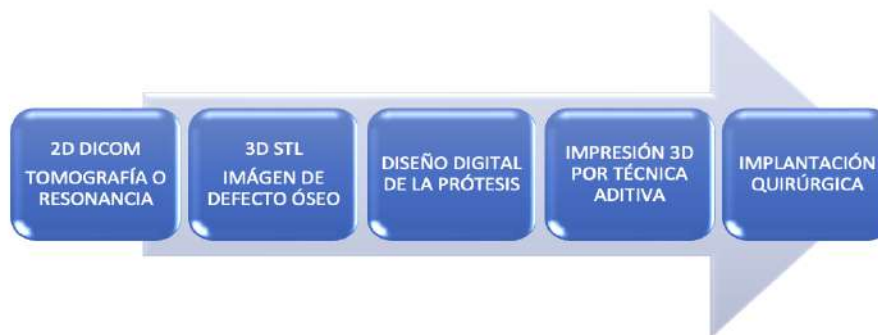 2D DICOM
TOMOGRAFÍA O
RESONANCIA
3D STL
IMÁGEN DE
DEFECTO ÓSEO
DISEÑO DIGITAL
DE LA PRÓTESIS
IMPRESIÓN 3D
POR TÉCNICA
ADITIVA
IMPLANTACIÓN
QUIRÚRGICA